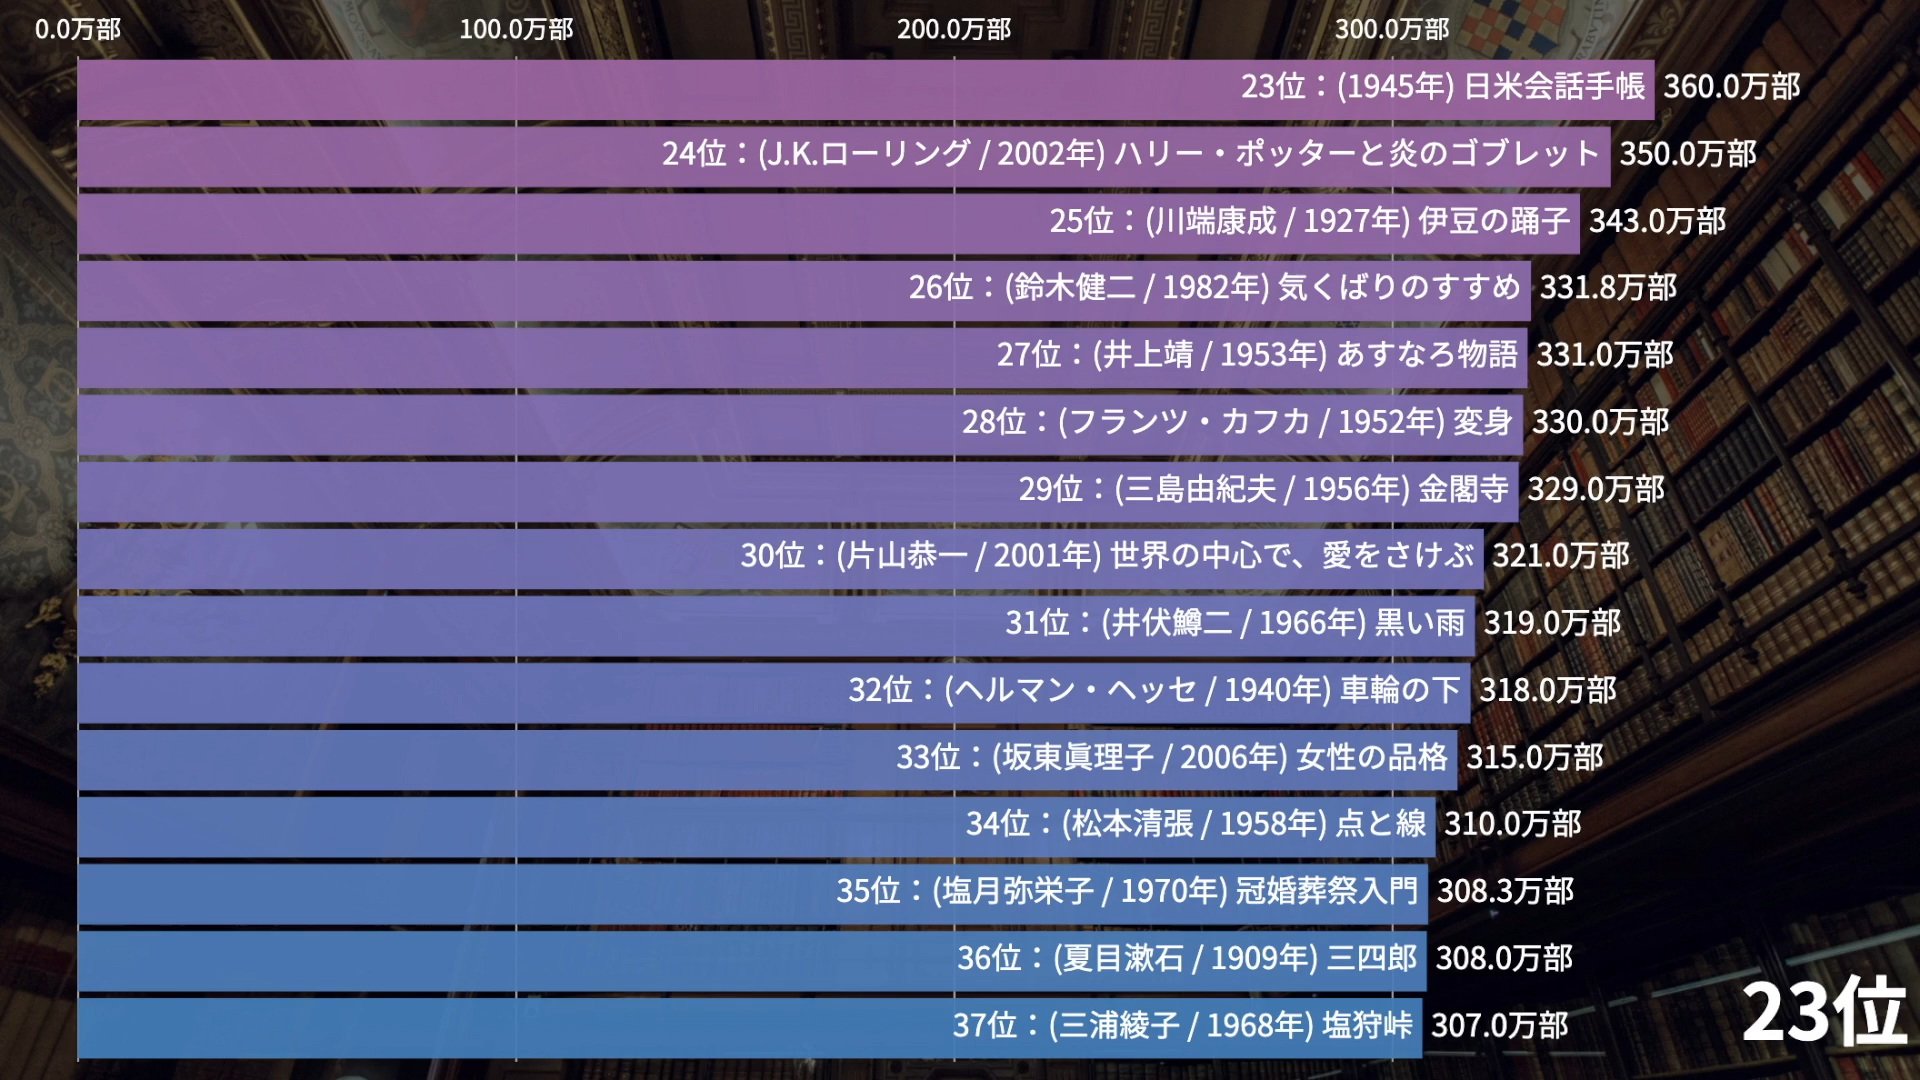 0.0万部 100.0万部 200.0万部 300.0万部
23位：(1945年) 日米会話手帳 360.0万部
24位：(J.K.ローリング / 2002年) ハリー・ポッターと炎のゴブレット 350.0万部
25位：(川端康成 / 1927年) 伊豆の踊子 343.0万部
26位：(鈴木健二 / 1982年) 気くばりのすすめ 331.8万部
27位：(井上靖 / 1953年) あすなろ物語 331.0万部
28位：(フランツ・カフカ / 1952年) 変身 330.0万部
29位：(三島由紀夫 / 1956年) 金閣寺 329.0万部
30位：(片山恭一 / 2001年) 世界の中心で、愛をさけぶ 321.0万部
31位：(井伏鱒二 / 1966年) 黒い雨 319.0万部
32位：(ヘルマン・ヘッセ / 1940年) 車輪の下 318.0万部
33位：(坂東眞理子 / 2006年) 女性の品格 315.0万部
34位：(松本清張 / 1958年) 点と線 310.0万部
35位：(塩月弥栄子 / 1970年) 冠婚葬祭入門 308.3万部
36位：(夏目漱石 / 1909年) 三四郎 308.0万部
37位：(三浦綾子 / 1968年) 塩狩峠 307.0万部
23位